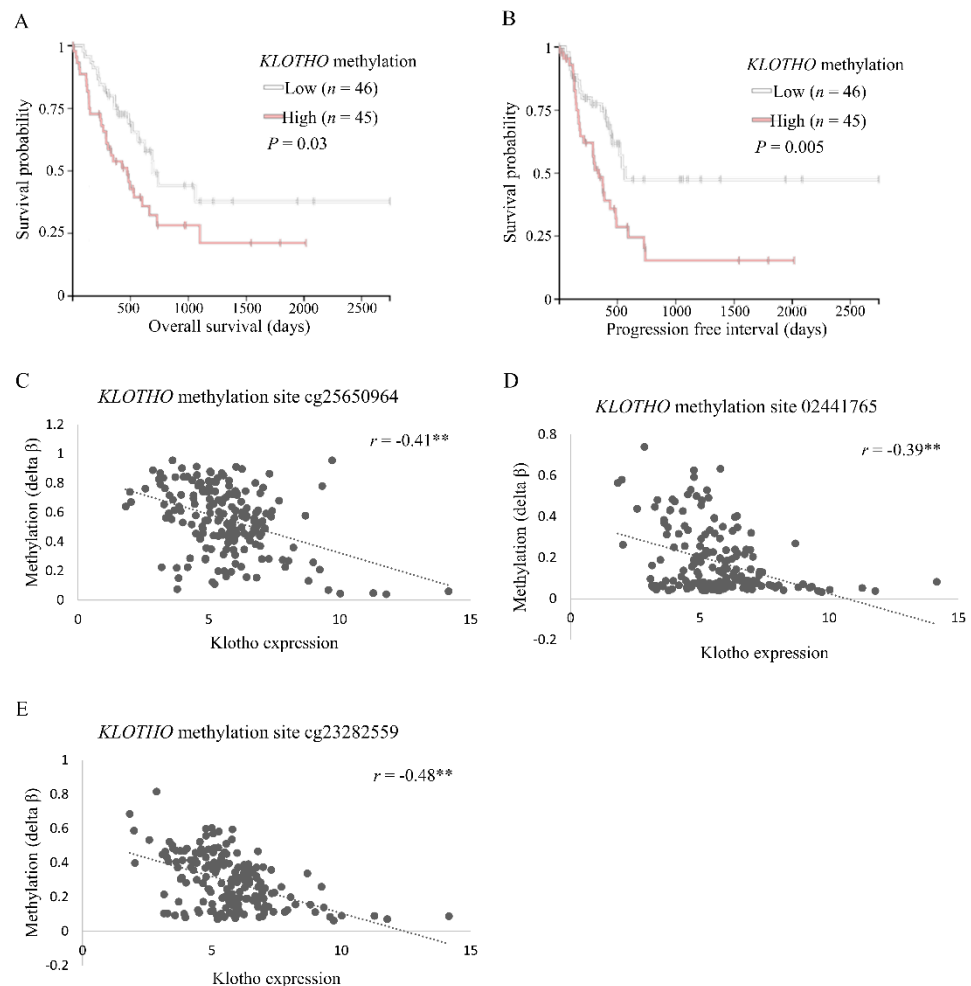 A
KLOTHO methylation
Low (n = 46)
High (n = 45)
P = 0.03
Survival probability
1
0.75
0.5
0.25
0
500
1000
1500
2000
2500
Overall survival (days)
B
KLOTHO methylation
Low (n = 46)
High (n = 45)
P = 0.005
Survival probability
1
0.75
0.5
0.25
0
500
1000
1500
2000
2500
Progression free interval (days)
C
KLOTHO methylation site cg25650964
r = -0.41**
Methylation (delta β)
1.2
1
0.8
0.6
0.4
0.2
0
0
5
10
15
Klotho expression
D
KLOTHO methylation site 02441765
r = -0.39**
Methylation (delta β)
0.8
0.6
0.4
0.2
0
-0.2
0
5
10
15
Klotho expression
E
KLOTHO methylation site cg23282559
r = -0.48**
Methylation (delta β)
1
0.8
0.6
0.4
0.2
0
-0.2
0
5
10
15
Klotho expression